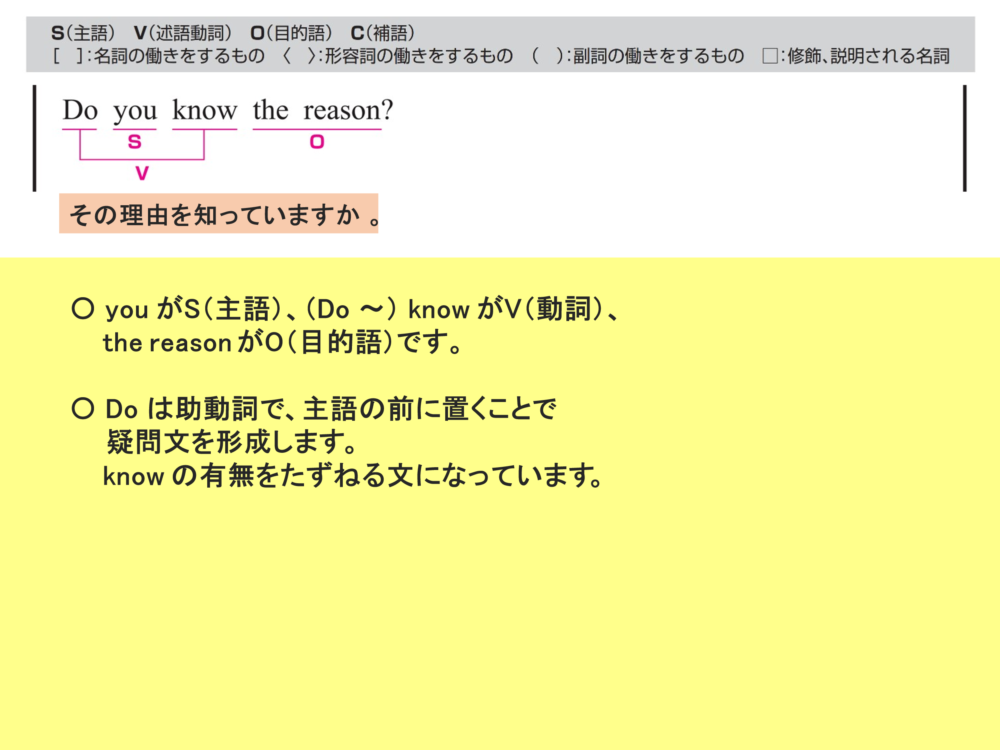 S（主語）　V（述語動詞）　O（目的語）　C（補語）
［　］：名詞の働きをするもの　〈　〉：形容詞の働きをするもの　（　）：副詞の働きをするもの　□：修飾、説明される名詞
Do you know the reason?
S　O
V
その理由を知っていますか 。
○ you がS（主語）、（Do ～） know がV（動詞）、
the reason がO（目的語）です。
○ Do は助動詞で、主語の前に置くことで
疑問文を形成します。
know の有無をたずねる文になっています。